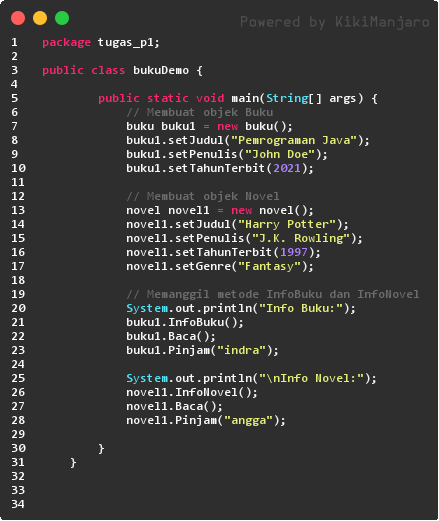 Powered by KikiManjaro
1 package tugas_p1;
2
3 public class bukuDemo {
4
5 public static void main(String[] args) {
6 // Membuat objek Buku
7 buku buku1 = new buku();
8 buku1.setJudul("Pemrograman Java");
9 buku1.setPenulis("John Doe");
10 buku1.setTahunTerbit(2021);
11
12 // Membuat objek Novel
13 novel novel1 = new novel();
14 novel1.setJudul("Harry Potter");
15 novel1.setPenulis("J.K. Rowling");
16 novel1.setTahunTerbit(1997);
17 novel1.setGenre("Fantasy");
18
19 // Memanggil metode InfoBuku dan InfoNovel
20 System.out.println("Info Buku:");
21 buku1.InfoBuku();
22 buku1.Baca();
23 buku1.Pinjam("indra");
24
25 System.out.println("\nInfo Novel:");
26 novel1.InfoNovel();
27 novel1.Baca();
28 novel1.Pinjam("angga");
29
30 }
31 }
32
33
34